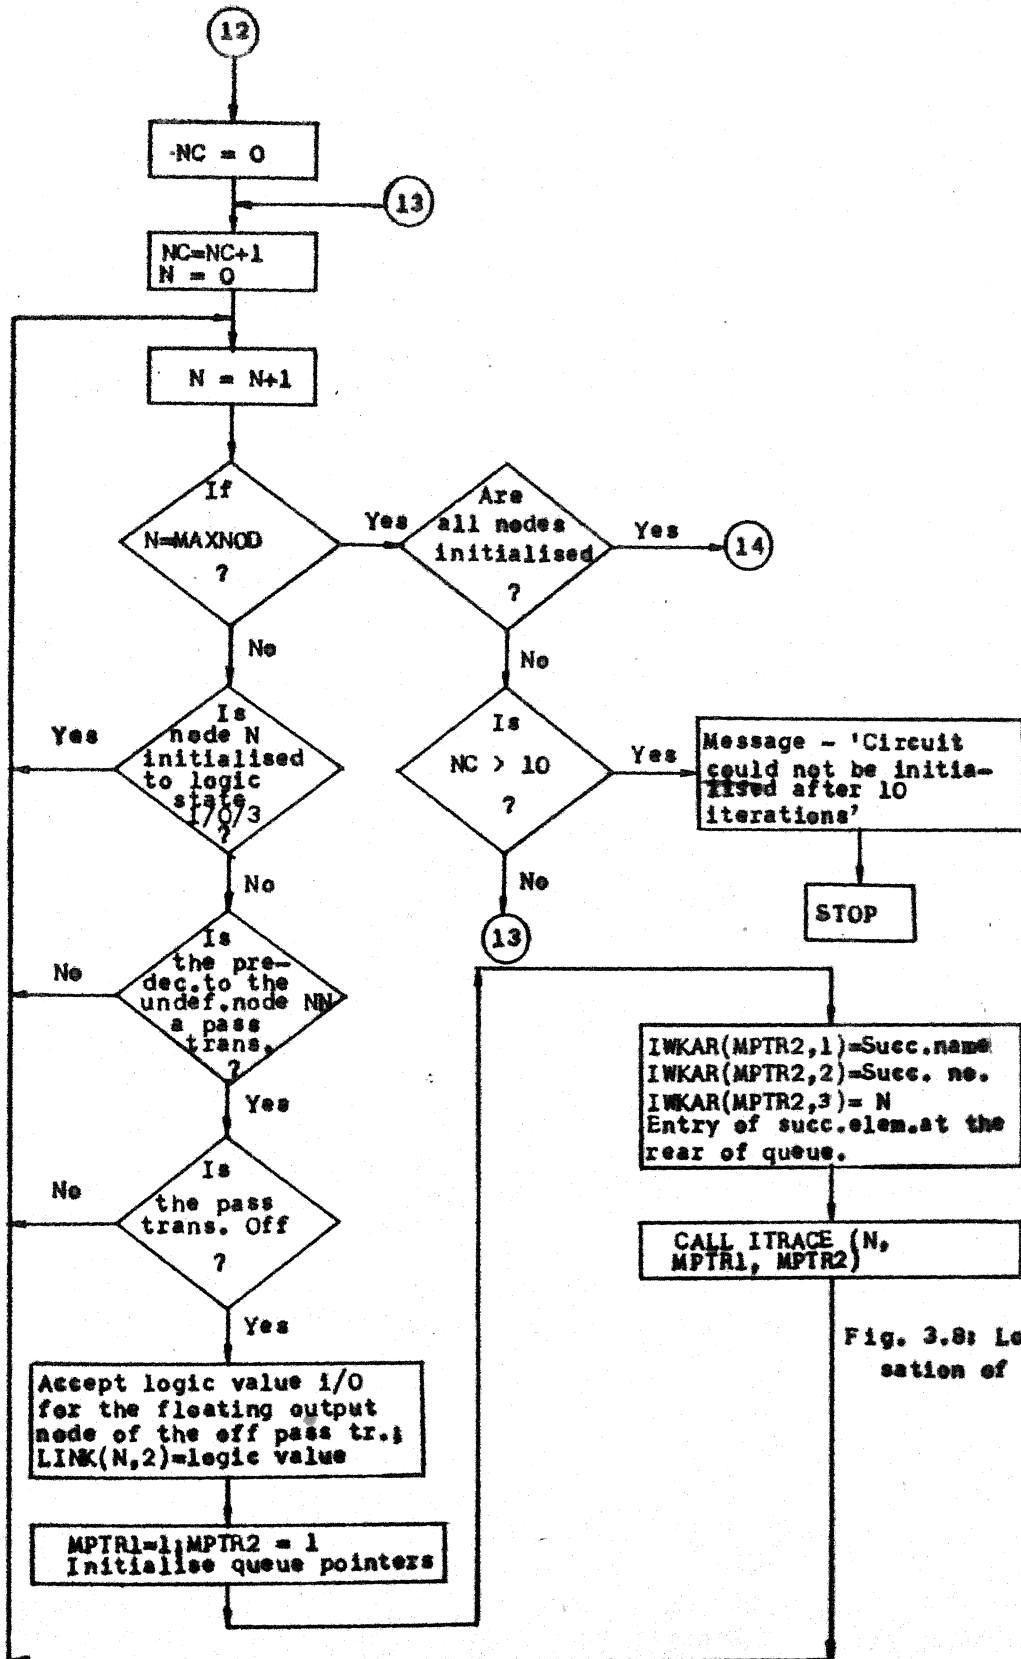 12
-NC = 0
13
NC=NC+1
N = 0
N = N+1
If
N=MAXNOD
?
Yes
Are
all nodes
initialised
?
Yes
14
No
No
Is
node N
initialised
to logic
state
1/0/3
?
Yes
Is
NC > 10
?
Yes
Message - 'Circuit
could not be initia-
lised after 10
iterations'
STOP
No
No
13
Is
the pre-
dec.to the
undef.node NN
a pass
trans.
?
No
Yes
IWKAR(MPTR2,1)=Succ.name
IWKAR(MPTR2,2)=Succ. no.
IWKAR(MPTR2,3)= N
Entry of succ.elem.at the
rear of queue.
Is
the pass
trans. Off
?
No
Yes
CALL ITRACE (N,
MPTR1, MPTR2)
Fig. 3.8: Lo
sation of
Accept logic value 1/0
for the floating output
node of the off pass tr.;
LINK(N,2)=logic value
MPTR1=1;MPTR2 = 1
Initialise queue pointers